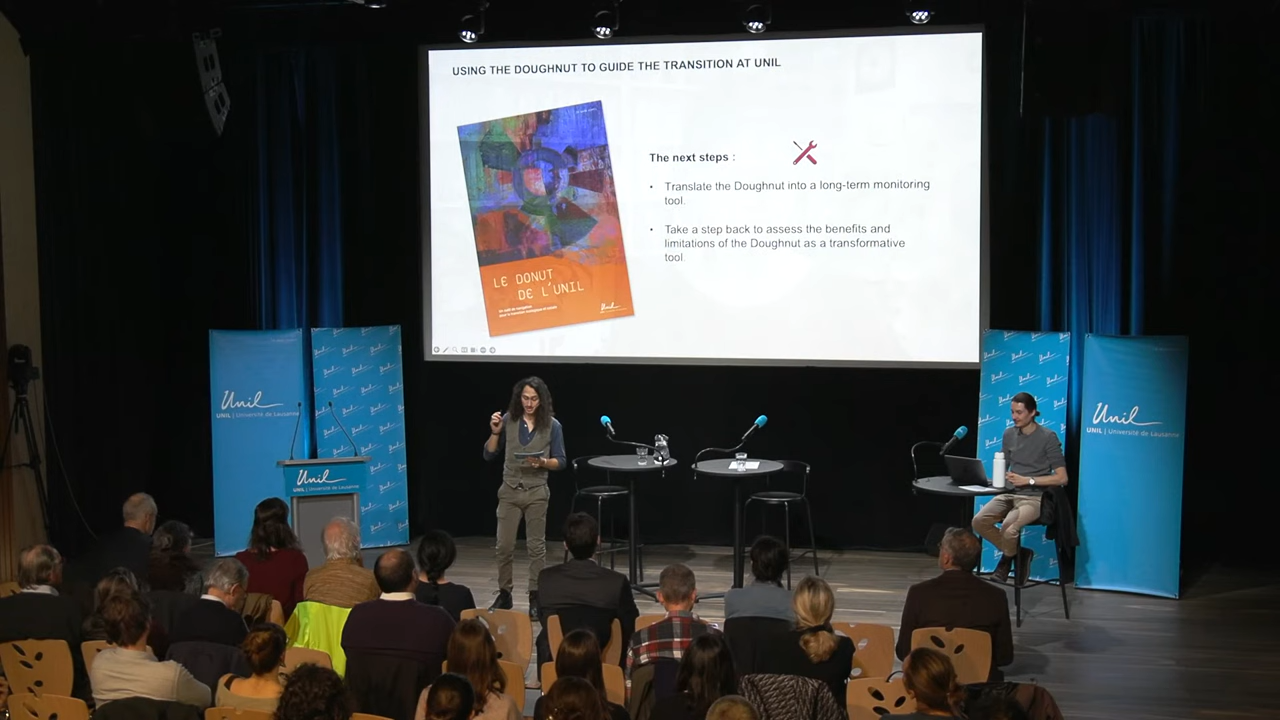 USING THE DOUGHNUT TO GUIDE THE TRANSITION AT UNIL
The next steps :
• Translate the Doughnut into a long-term monitoring
tool.
• Take a step back to assess the benefits and
limitations of the Doughnut as a transformative
tool.
LE DONUT
DE L'UNIL
Unil
Unil
UNIL | Université de Lausanne
Unil
UNIL | Université de Lausanne
Unil
UNIL | Université de Lausanne